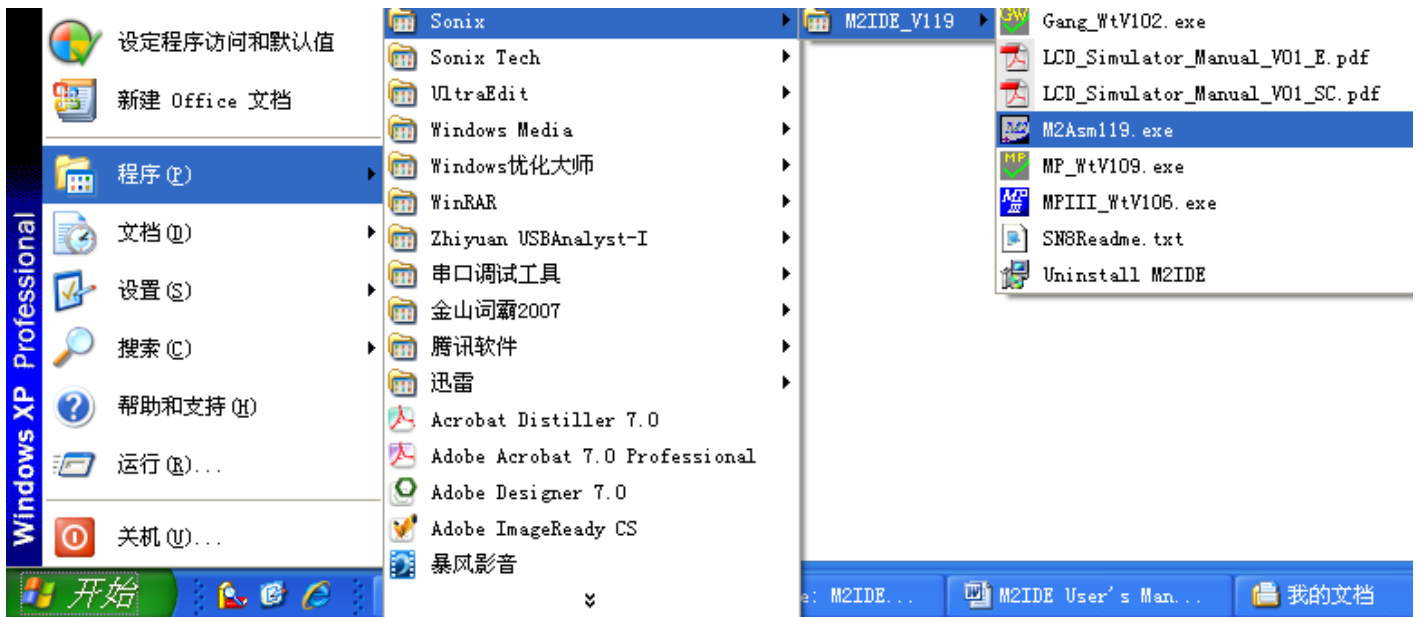 Windows XP Professional
设定程序访问和默认值
新建 Office 文档
程序(P)
文档(D)
设置(S)
搜索(C)
帮助和支持(H)
运行(R)...
关机(U)...
Sonix
Sonix Tech
UltraEdit
Windows Media
Windows优化大师
WinRAR
Zhiyuan USBAnalyst-I
串口调试工具
金山词霸2007
腾讯软件
迅雷
Acrobat Distiller 7.0
Adobe Acrobat 7.0 Professional
Adobe Designer 7.0
Adobe ImageReady CS
暴风影音
M2IDE_V119
Gang_WtV102.exe
LCD_Simulator_Manual_V01_E.pdf
LCD_Simulator_Manual_V01_SC.pdf
M2Asm119.exe
MP_WtV109.exe
MPIII_WtV106.exe
SN8Readme.txt
Uninstall M2IDE
开始
e: M2IDE...
M2IDE User's Man...
我的文档